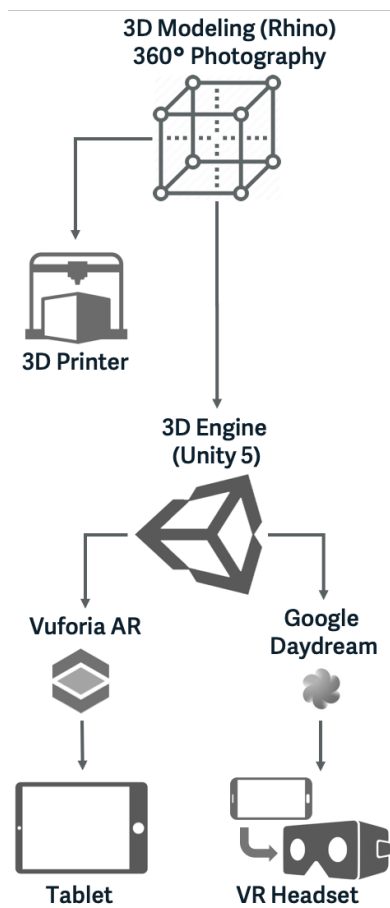 3D Modeling (Rhino)
360° Photography
3D Printer
3D Engine
(Unity 5)
Vuforia AR
Google
Daydream
Tablet
VR Headset